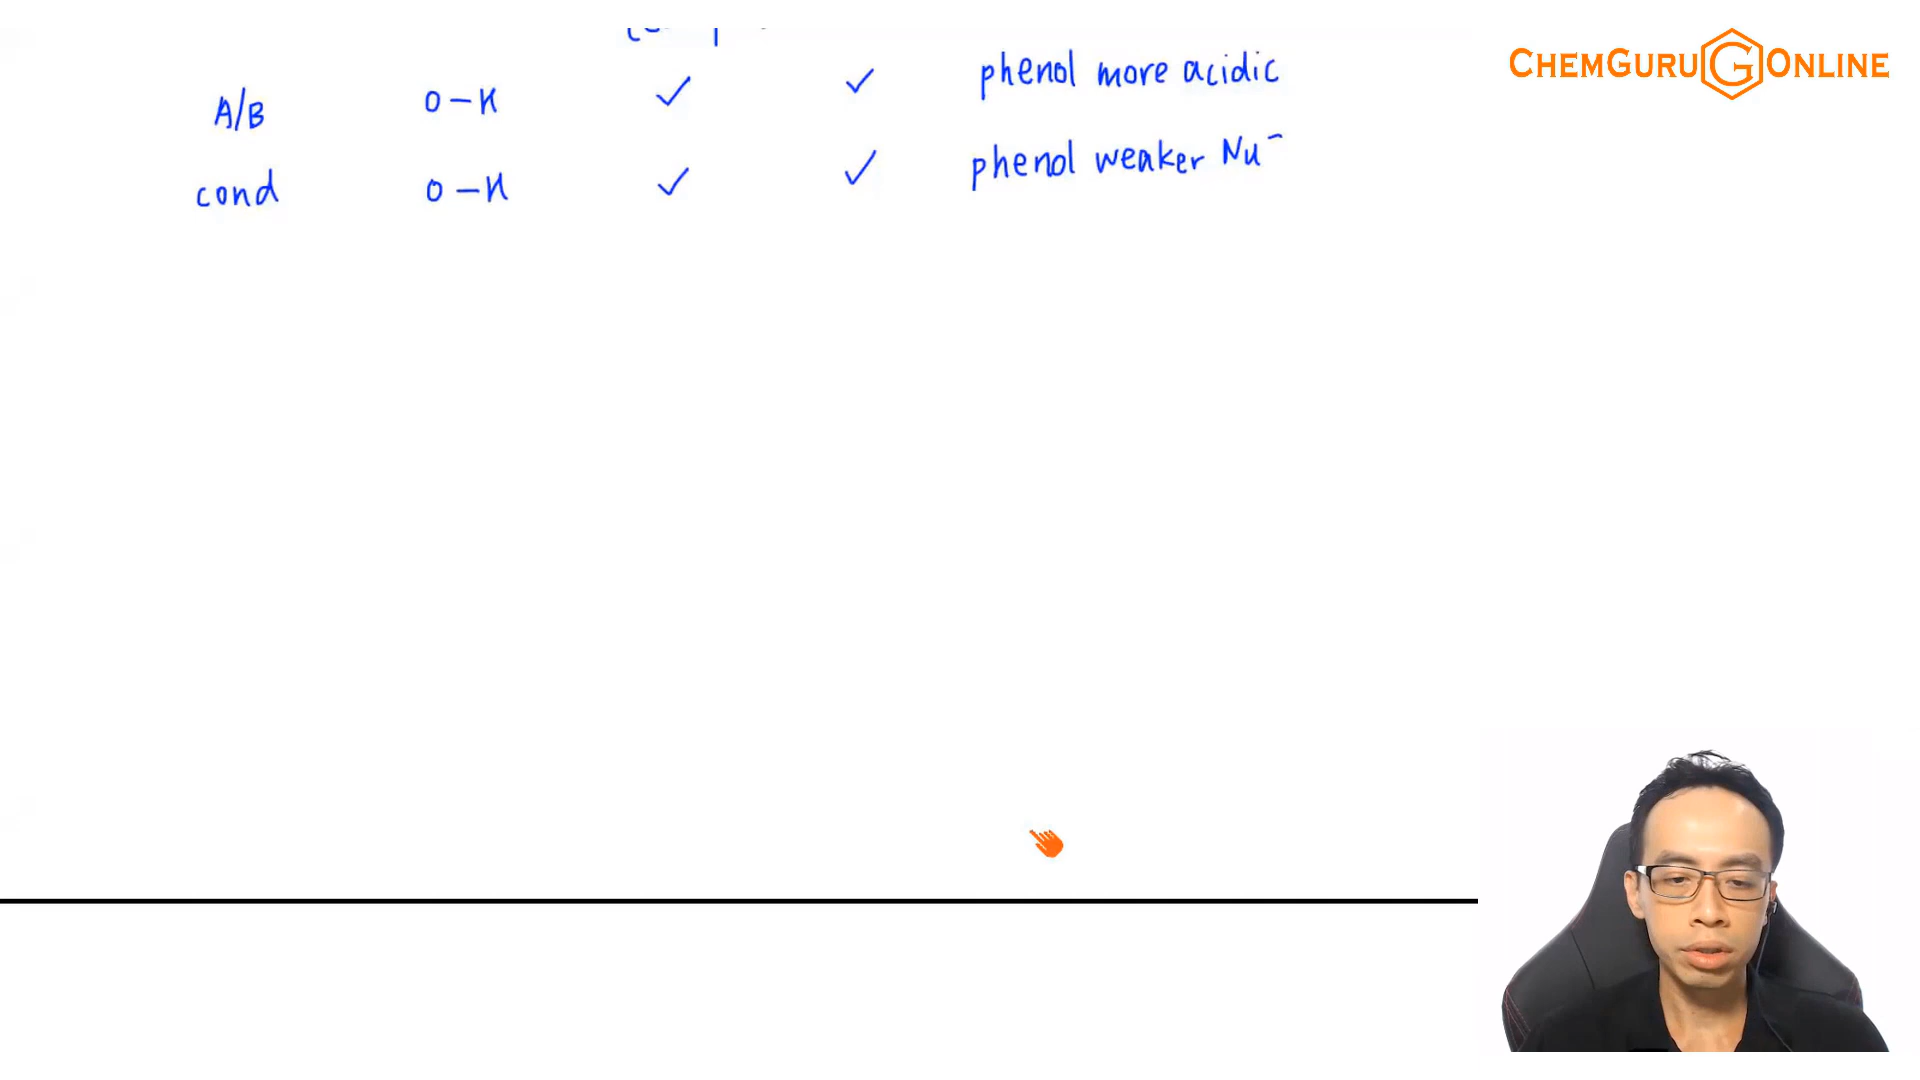 CHEMGURU G ONLINE
A/B O-H ✓ ✓ phenol more acidic
cond O-H ✓ ✓ phenol weaker Nu⁻